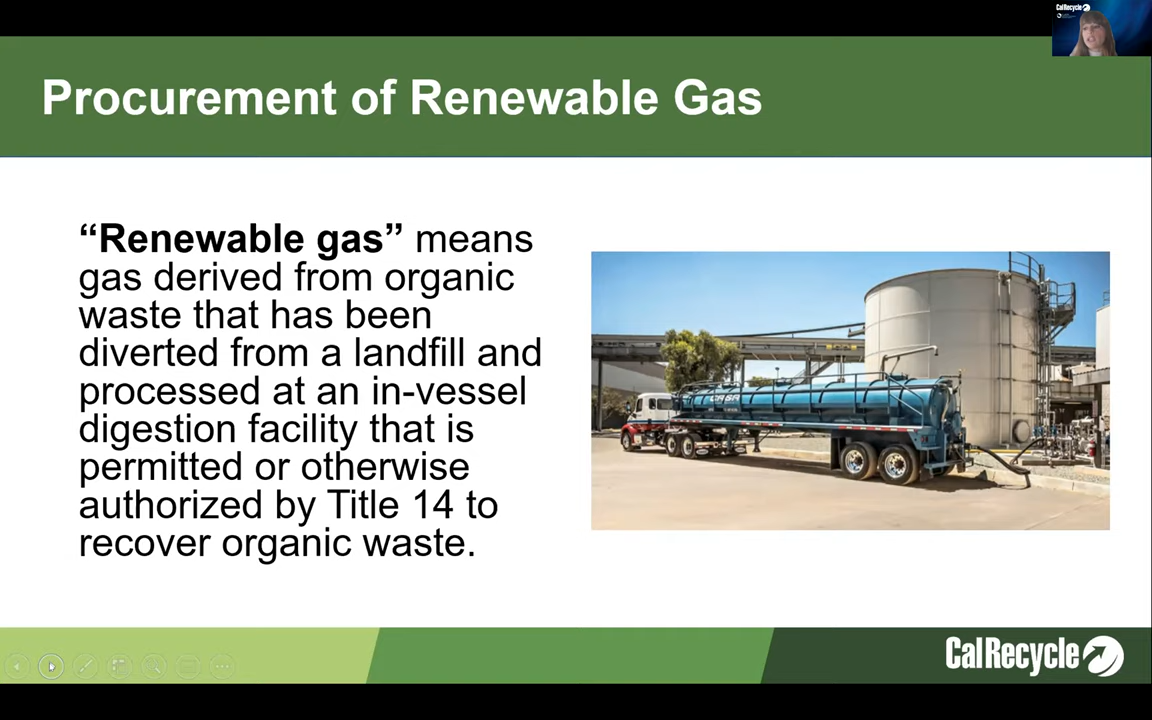 CalRecycle
Procurement of Renewable Gas
“Renewable gas” means
gas derived from organic
waste that has been
diverted from a landfill and
processed at an in-vessel
digestion facility that is
permitted or otherwise
authorized by Title 14 to
recover organic waste.
CalRecycle